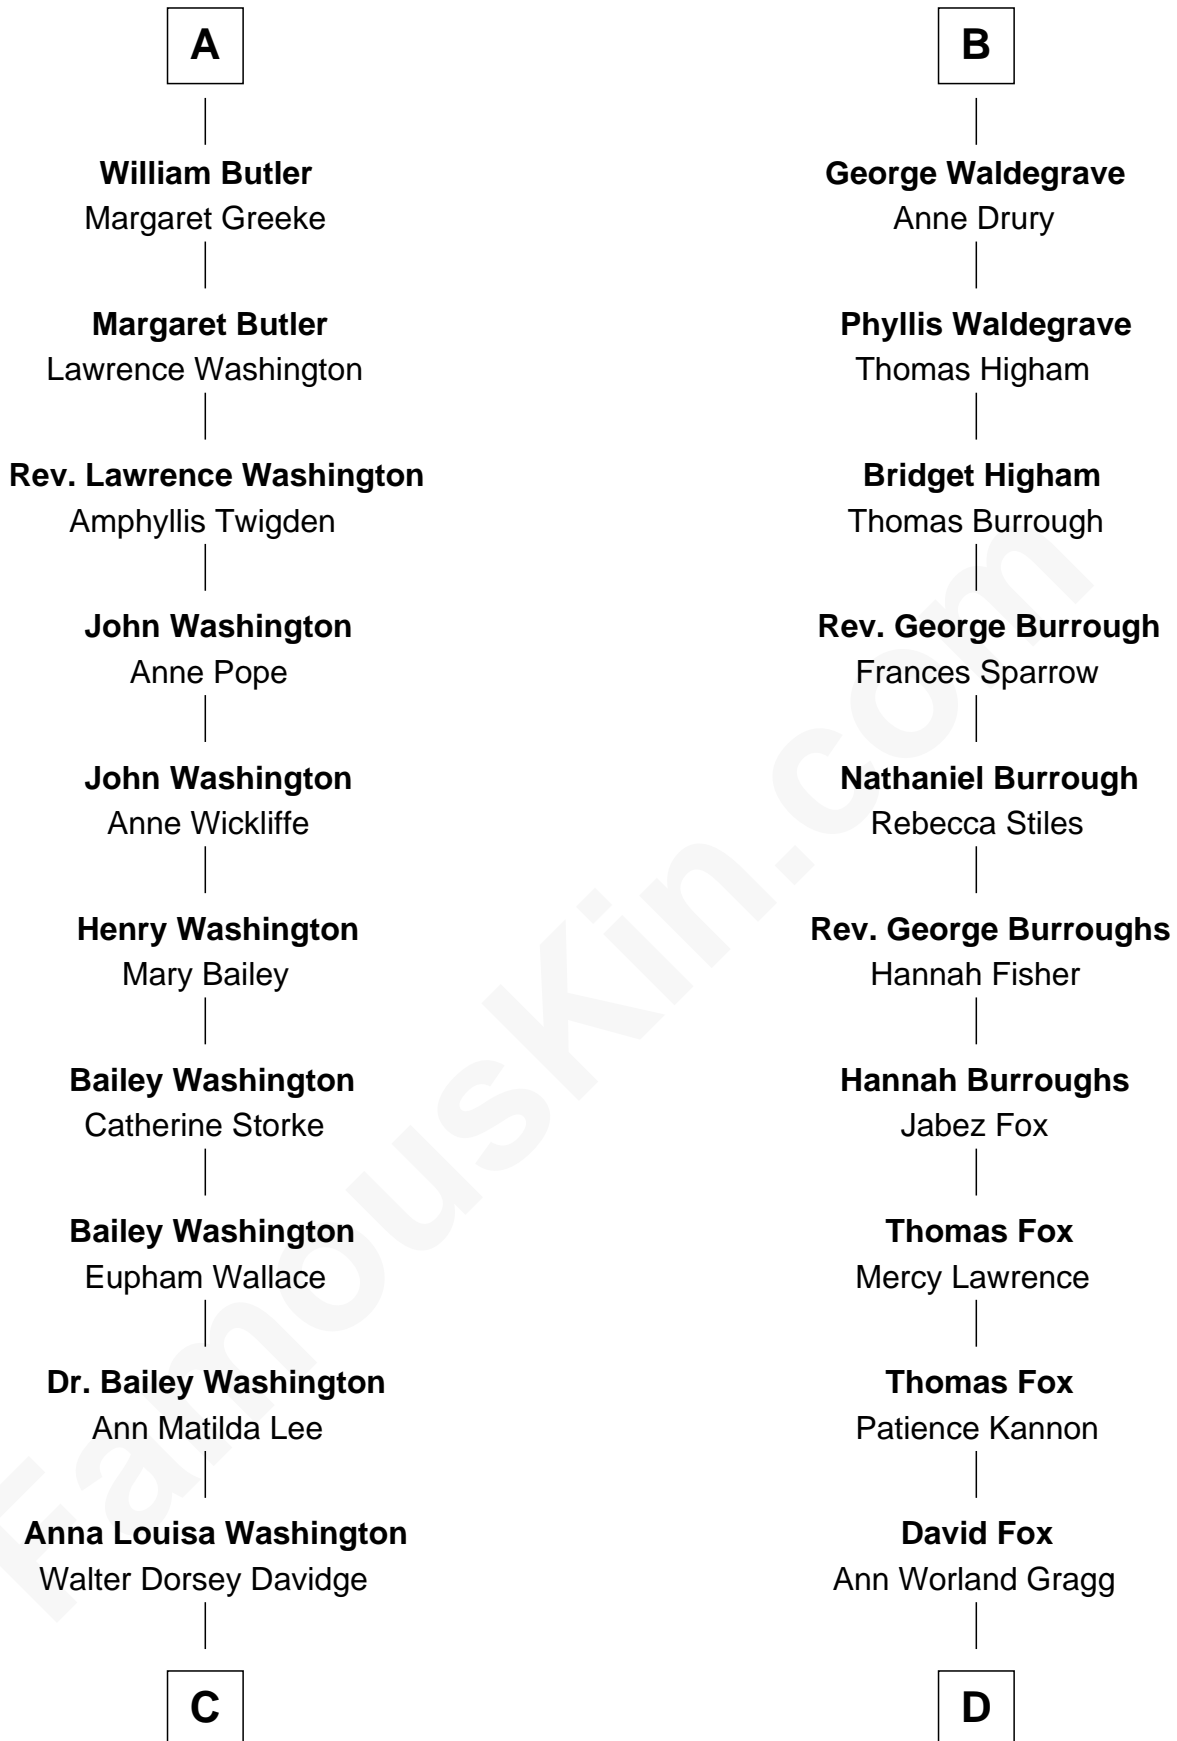 A
William Butler
Margaret Greeke
Margaret Butler
Lawrence Washington
Rev. Lawrence Washington
Amphyllis Twigden
John Washington
Anne Pope
John Washington
Anne Wickliffe
Henry Washington
Mary Bailey
Bailey Washington
Catherine Storke
Bailey Washington
Eupham Wallace
Dr. Bailey Washington
Ann Matilda Lee
Anna Louisa Washington
Walter Dorsey Davidge
C
B
George Waldegrave
Anne Drury
Phyllis Waldegrave
Thomas Higham
Bridget Higham
Thomas Burrough
Rev. George Burrough
Frances Sparrow
Nathaniel Burrough
Rebecca Stiles
Rev. George Burroughs
Hannah Fisher
Hannah Burroughs
Jabez Fox
Thomas Fox
Mercy Lawrence
Thomas Fox
Patience Kannon
David Fox
Ann Worland Gragg
D
FamousKin.com